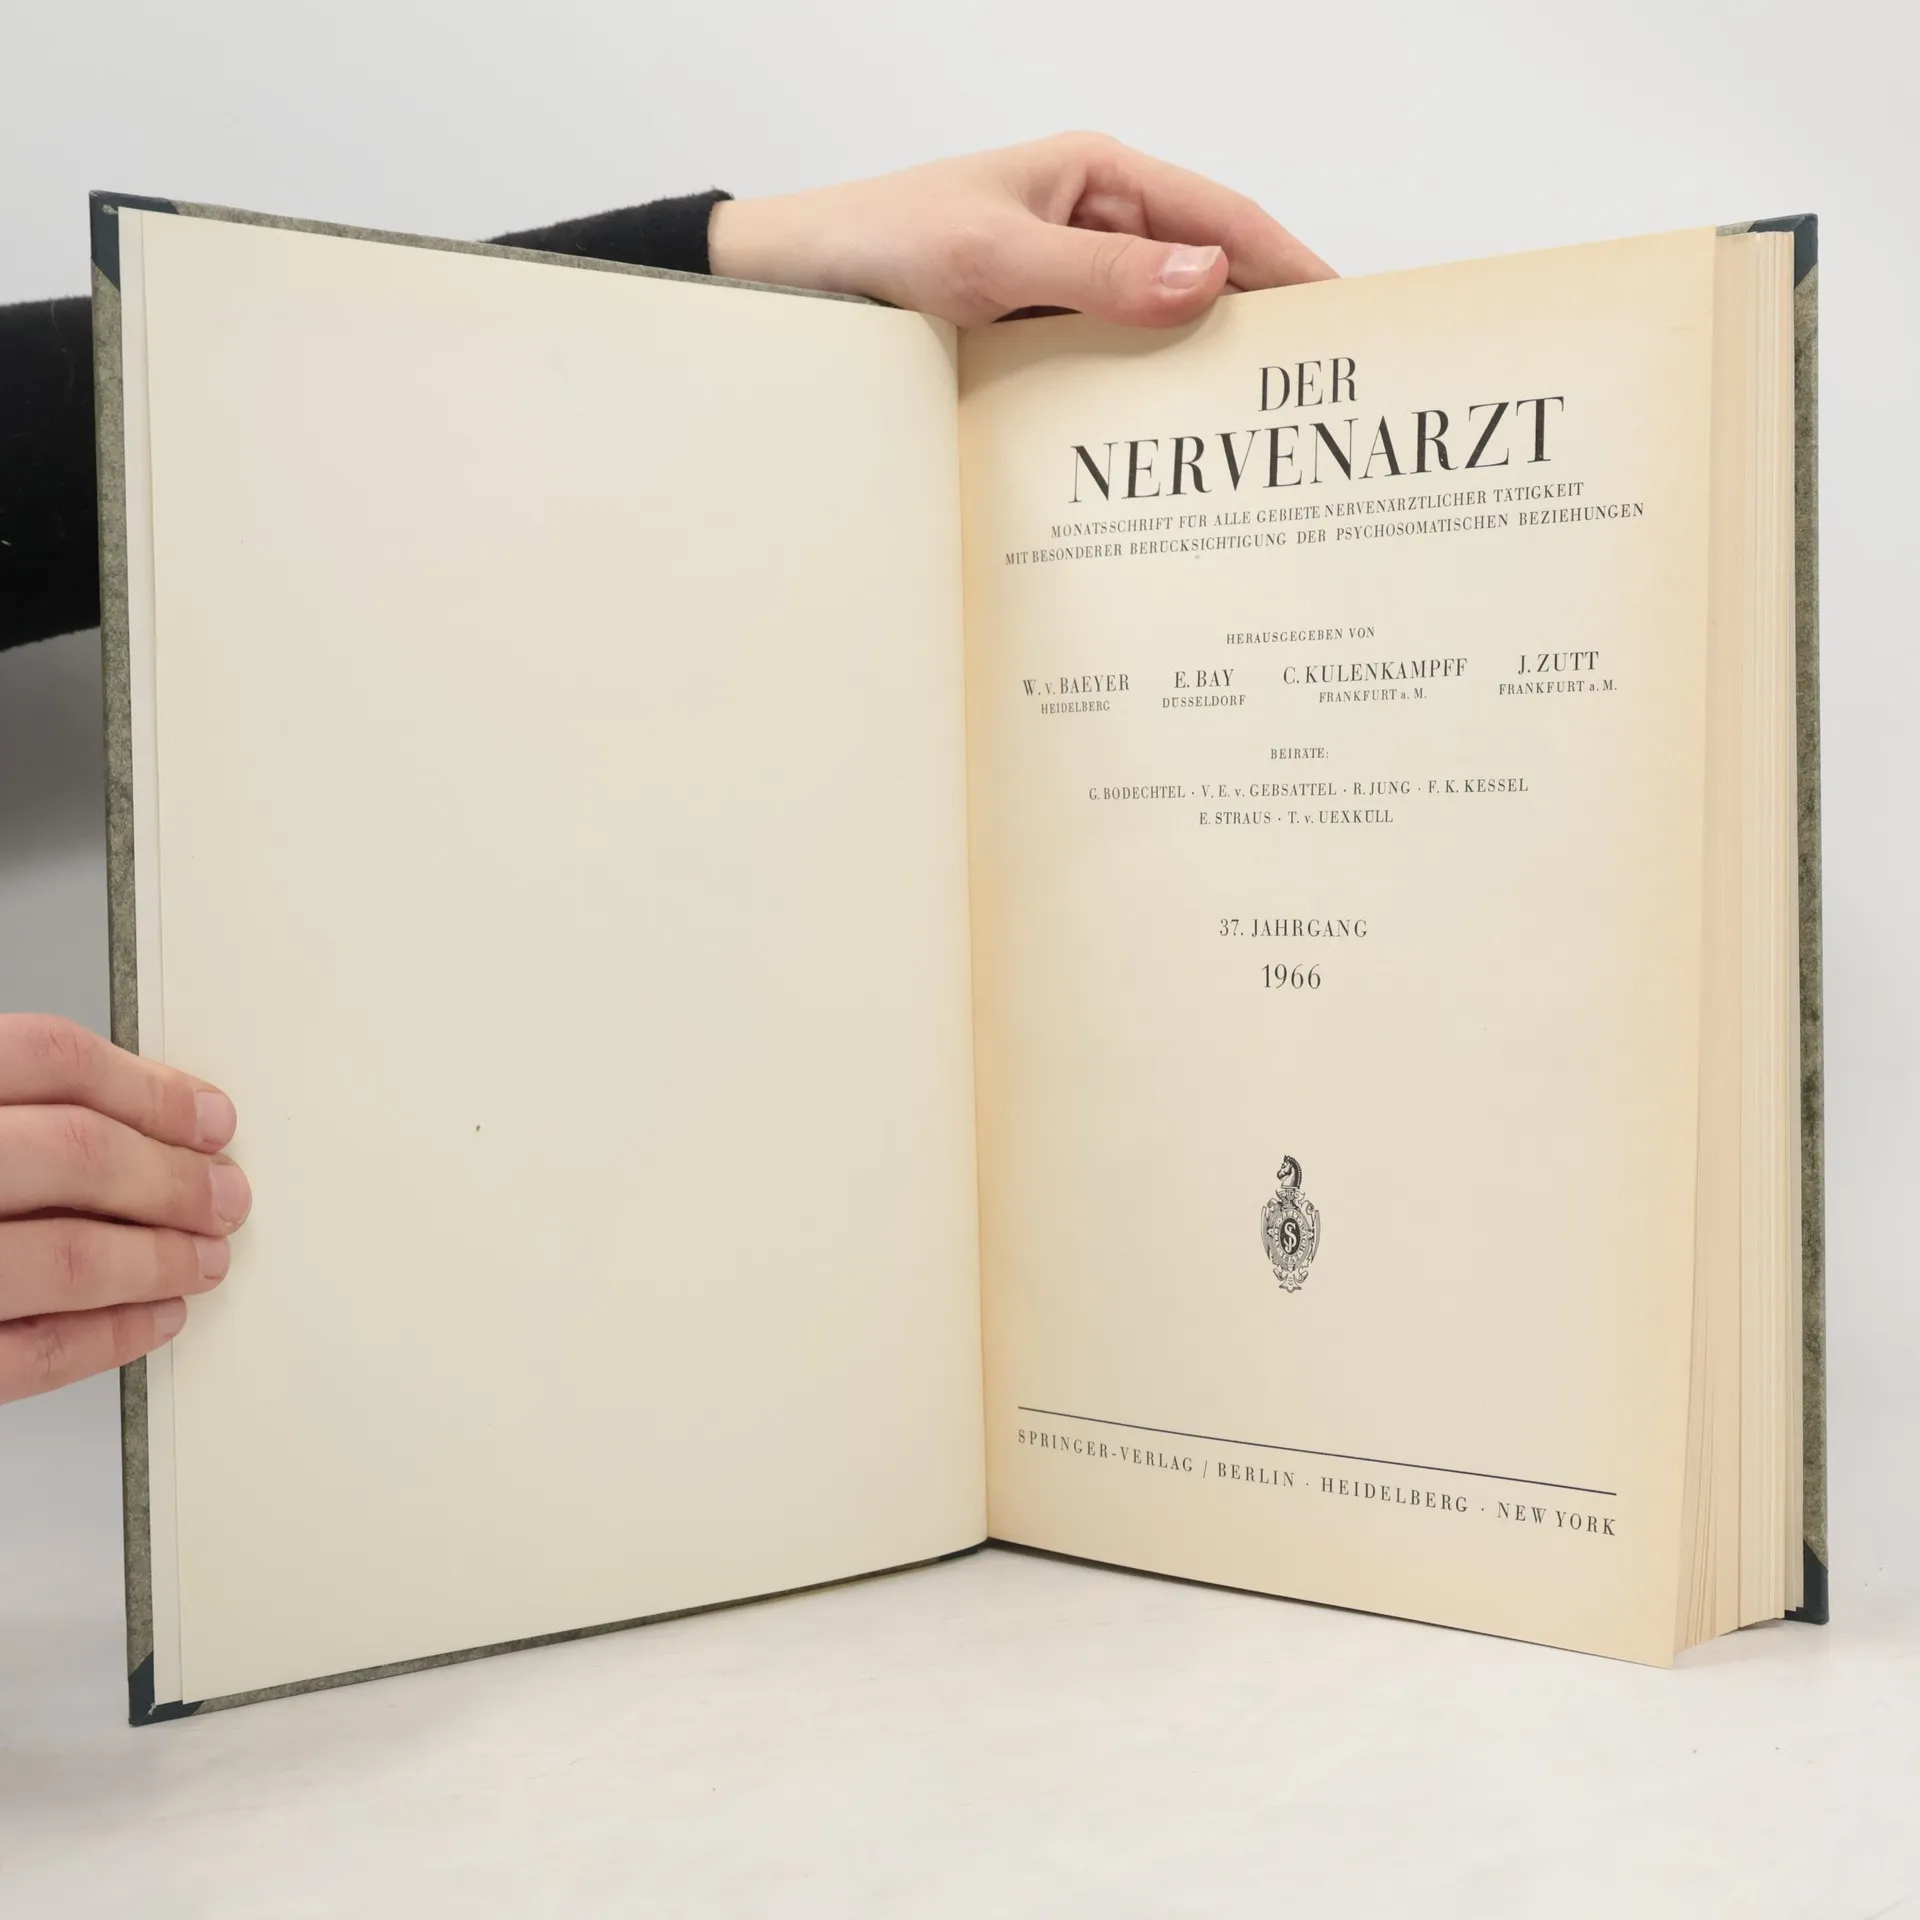 DER
NERVENARZT
MONATSSCHRIFT FÜR ALLE GEBIETE NERVENÄRZTLICHER TÄTIGKEIT
MIT BESONDERER BERÜCKSICHTIGUNG DER PSYCHOSOMATISCHEN BEZIEHUNGEN
HERAUSGEGEBEN VON
W. v. BAEYER E. BAY C. KULENKAMPFF J. ZUTT
HEIDELBERG DÜSSELDORF FRANKFURT a. M. FRANKFURT a. M.
BEIRÄTE:
G. BODECHTEL · V. E. v. GEBSATTEL · R. JUNG · F. K. KESSEL
E. STRAUS · T. v. UEXKÜLL
37. JAHRGANG
1966
SPRINGER-VERLAG / BERLIN · HEIDELBERG · NEW YORK